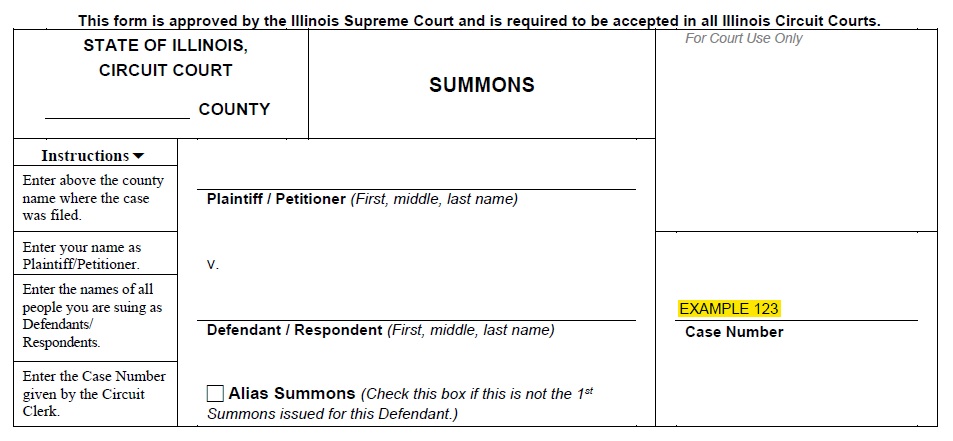 This form is approved by the Illinois Supreme Court and is required to be accepted in all Illinois Circuit Courts.
STATE OF ILLINOIS,
CIRCUIT COURT
COUNTY
SUMMONS
For Court Use Only
Instructions
Enter above the county
name where the case
was filed.
Enter your name as
Plaintiff/Petitioner.
Enter the names of all
people you are suing as
Defendants/
Respondents.
Enter the Case Number
given by the Circuit
Clerk.
Plaintiff / Petitioner (First, middle, last name)
v.
Defendant / Respondent (First, middle, last name)
Alias Summons (Check this box if this is not the 1st
Summons issued for this Defendant.)
EXAMPLE 123
Case Number